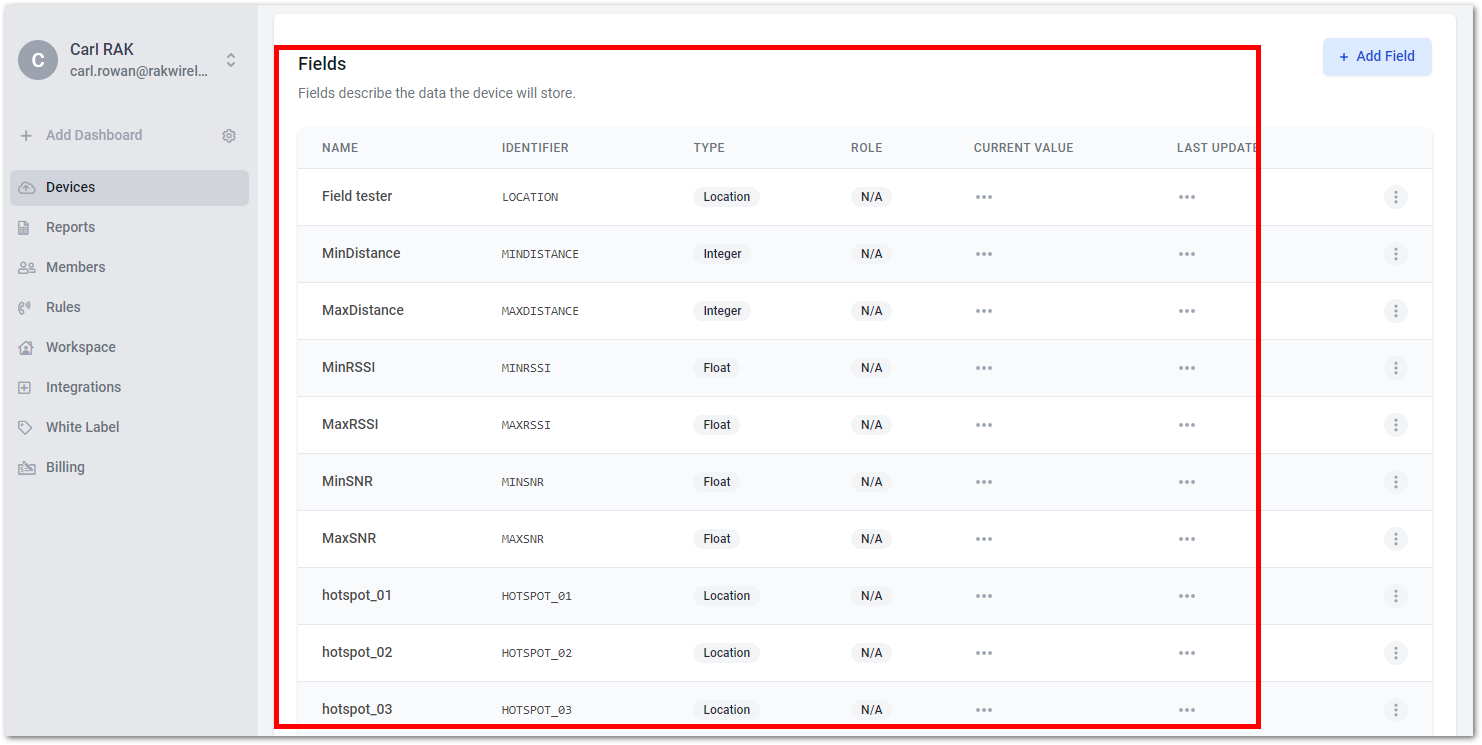 C
Carl RAK
carl.rowan@rakwirel...
+ Add Dashboard
Devices
Reports
Members
Rules
Workspace
Integrations
White Label
Billing
Fields
Fields describe the data the device will store.
+ Add Field
NAME IDENTIFIER TYPE ROLE CURRENT VALUE LAST UPDATE
Field tester LOCATION Location N/A ••• •••
MinDistance MINDISTANCE Integer N/A ••• •••
MaxDistance MAXDISTANCE Integer N/A ••• •••
MinRSSI MINRSSI Float N/A ••• •••
MaxRSSI MAXRSSI Float N/A ••• •••
MinSNR MINSNR Float N/A ••• •••
MaxSNR MAXSNR Float N/A ••• •••
hotspot_01 HOTSPOT_01 Location N/A ••• •••
hotspot_02 HOTSPOT_02 Location N/A ••• •••
hotspot_03 HOTSPOT_03 Location N/A ••• •••